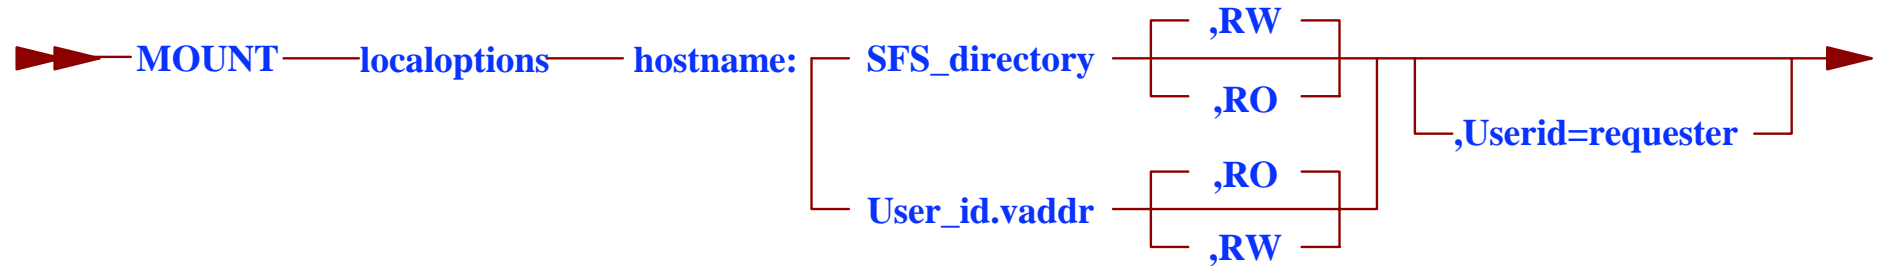 ,RW
MOUNT localoptions hostname: SFS_directory
,RO
,Userid=requester
,RO
User_id.vaddr
,RW